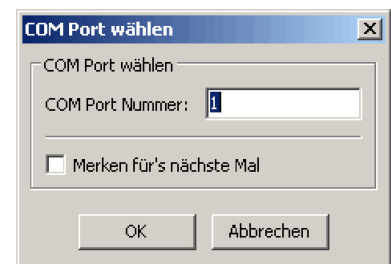 COM Port wählen
COM Port wählen
COM Port Nummer: 1
Merken für's nächste Mal
OK Abbrechen